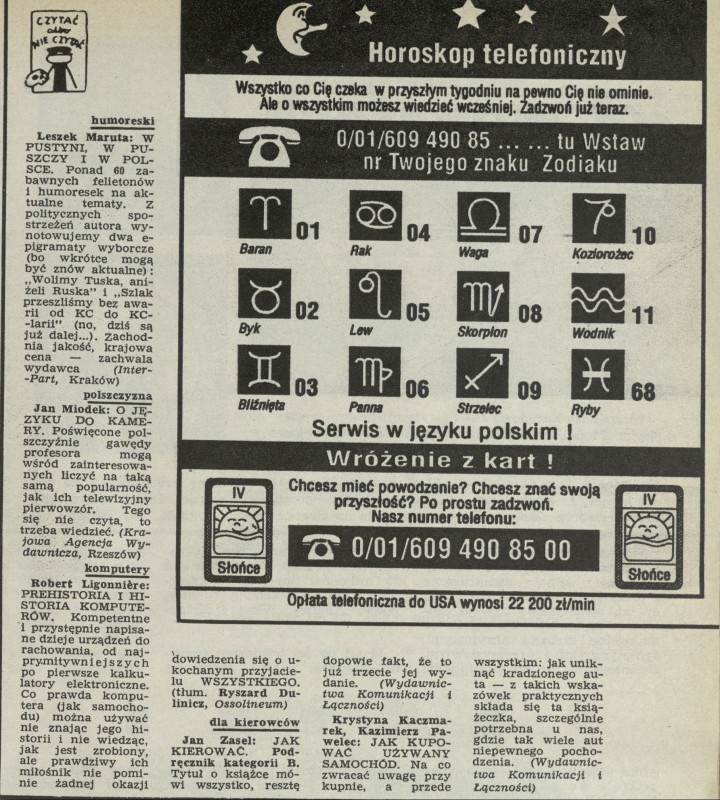 CZYTAĆ
albo
NIE CZYTAĆ
humoreski
Leszek Maruta: W
PUSTYNI, W PU-
SZCZY I W POL-
SCE. Ponad 60 za-
bawnych felietonów
i humoresek na ak-
tualne tematy. Z
politycznych spo-
strzeżeń autora wy-
notowujemy dwa e-
pigramaty wyborcze
(bo wkrótce mogą
być znów aktualne):
„Wolimy Tuska, ani-
żeli Ruska" i „Szlak
przeszliśmy bez awa-
rii od KC do KC-
-larii" (no, dziś są
już dalej...). Zachod-
nia jakość, krajowa
cena — zachwala
wydawca (Inter-
-Part, Kraków)
polszczyzna
Jan Miodek: O JĘ-
ZYKU DO KAME-
RY. Poświęcone pol-
szczyźnie gawędy
profesora mogą
wśród zainteresowa-
nych liczyć na taką
samą popularność,
jak ich telewizyjny
pierwowzór. Tego
się nie czyta, to
trzeba wiedzieć. (Kra-
jowa Agencja Wy-
dawnicza, Rzeszów)
komputery
Robert Ligonnière:
PREHISTORIA I HI-
STORIA KOMPUTE-
RÓW. Kompetentne
i przystępnie napisa-
ne dzieje urządzeń do
rachowania, od naj-
prymitywniejszych
po pierwsze kalku-
latory elektroniczne.
Co prawda kompu-
tera (jak samocho-
du) można używać
nie znając jego hi-
storii i nie wiedząc,
jak jest zrobiony,
ale prawdziwy ich
miłośnik nie pomi-
nie żadnej okazji
dowiedzenia się o u-
kochanym przyjacie-
lu WSZYSTKIEGO.
(tłum. Ryszard Du-
linicz, Ossolineum)
dla kierowców
Jan Zasel: JAK
KIEROWAĆ. Pod-
ręcznik kategorii B.
Tytuł o książce mó-
wi wszystko, resztę
dopowie fakt, że to
już trzecie jej wy-
danie. (Wydawnic-
twa Komunikacji i
Łączności)
Krystyna Kaczma-
rek, Kazimierz Pa-
welec: JAK KUPO-
WAĆ UŻYWANY
SAMOCHÓD. Na co
zwracać uwagę przy
kupnie, a przede
wszystkim: jak unik-
nąć kradzionego au-
ta — z takich wska-
zówek praktycznych
składa się ta ksią-
żeczka, szczególnie
potrzebna u nas,
gdzie tak wiele aut
niepewnego pocho-
dzenia. (Wydawnic-
twa Komunikacji i
Łączności)
Horoskop telefoniczny
Wszystko co Cię czeka w przyszłym tygodniu na pewno Cię nie ominie.
Ale o wszystkim możesz wiedzieć wcześniej. Zadzwoń już teraz.
0/01/609 490 85 ... ... tu Wstaw
nr Twojego znaku Zodiaku
01 04 07 10
Baran Rak Waga Koziorożec
02 05 08 11
Byk Lew Skorpion Wodnik
03 06 09 68
Bliźnięta Panna Strzelec Ryby
Serwis w języku polskim !
Wróżenie z kart !
Chcesz mieć powodzenie? Chcesz znać swoją
przyszłość? Po prostu zadzwoń.
Nasz numer telefonu:
0/01/609 490 85 00
IV
Słońce
IV
Słońce
Opłata telefoniczna do USA wynosi 22 200 zł/min